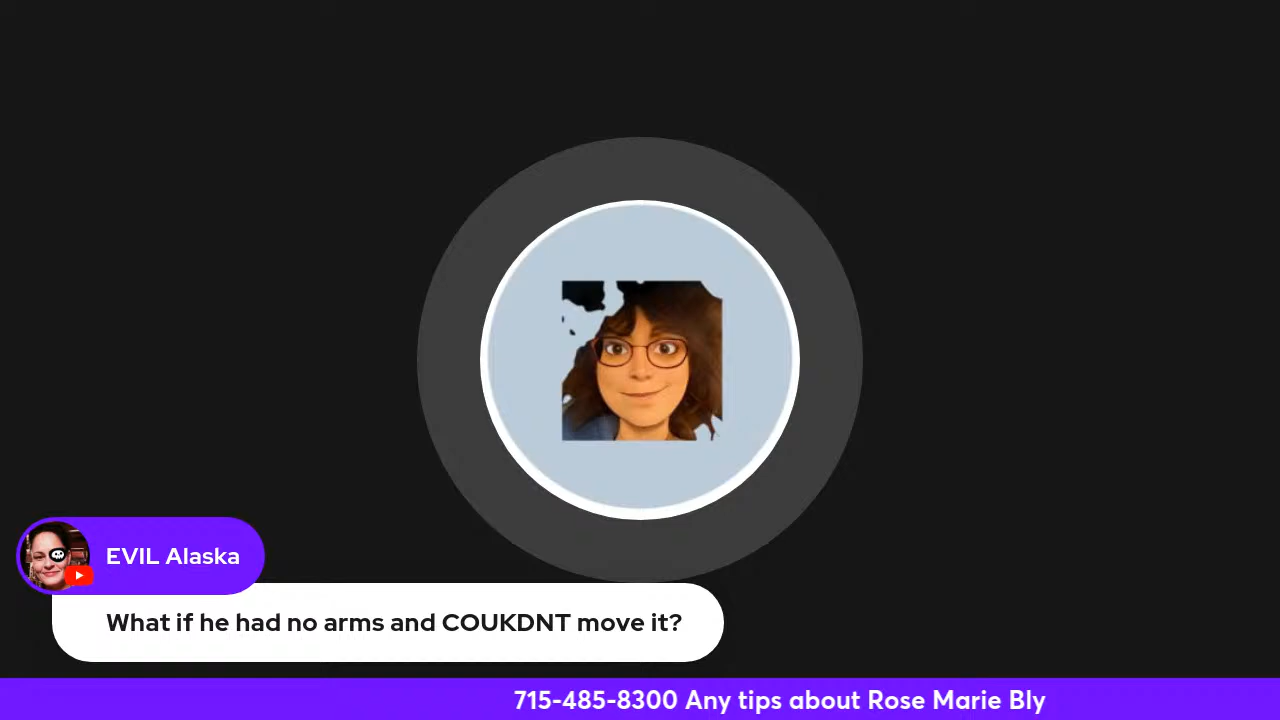 EVIL Alaska
What if he had no arms and COUKDNT move it?
715-485-8300 Any tips about Rose Marie Bly